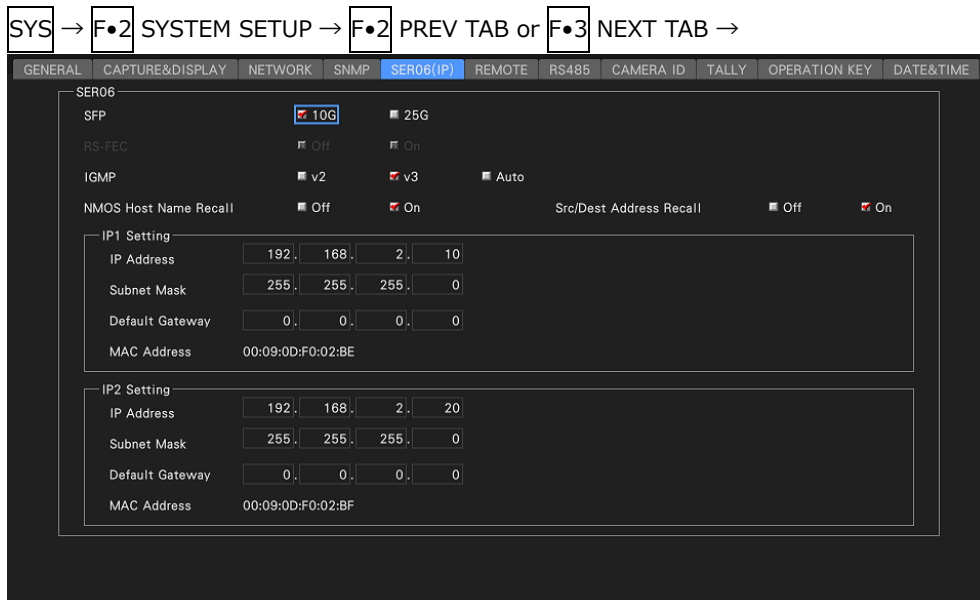 SYS → F•2 SYSTEM SETUP → F•2 PREV TAB or F•3 NEXT TAB →
GENERAL CAPTURE&DISPLAY NETWORK SNMP SER06(IP) REMOTE RS485 CAMERA ID TALLY OPERATION KEY DATE&TIME
SER06
SFP 10G 25G
RS-FEC Off On
IGMP v2 v3 Auto
NMOS Host Name Recall Off On Src/Dest Address Recall Off On
IP1 Setting
IP Address 192. 168. 2. 10
Subnet Mask 255. 255. 255. 0
Default Gateway 0. 0. 0. 0
MAC Address 00:09:0D:F0:02:BE
IP2 Setting
IP Address 192. 168. 2. 20
Subnet Mask 255. 255. 255. 0
Default Gateway 0. 0. 0. 0
MAC Address 00:09:0D:F0:02:BF